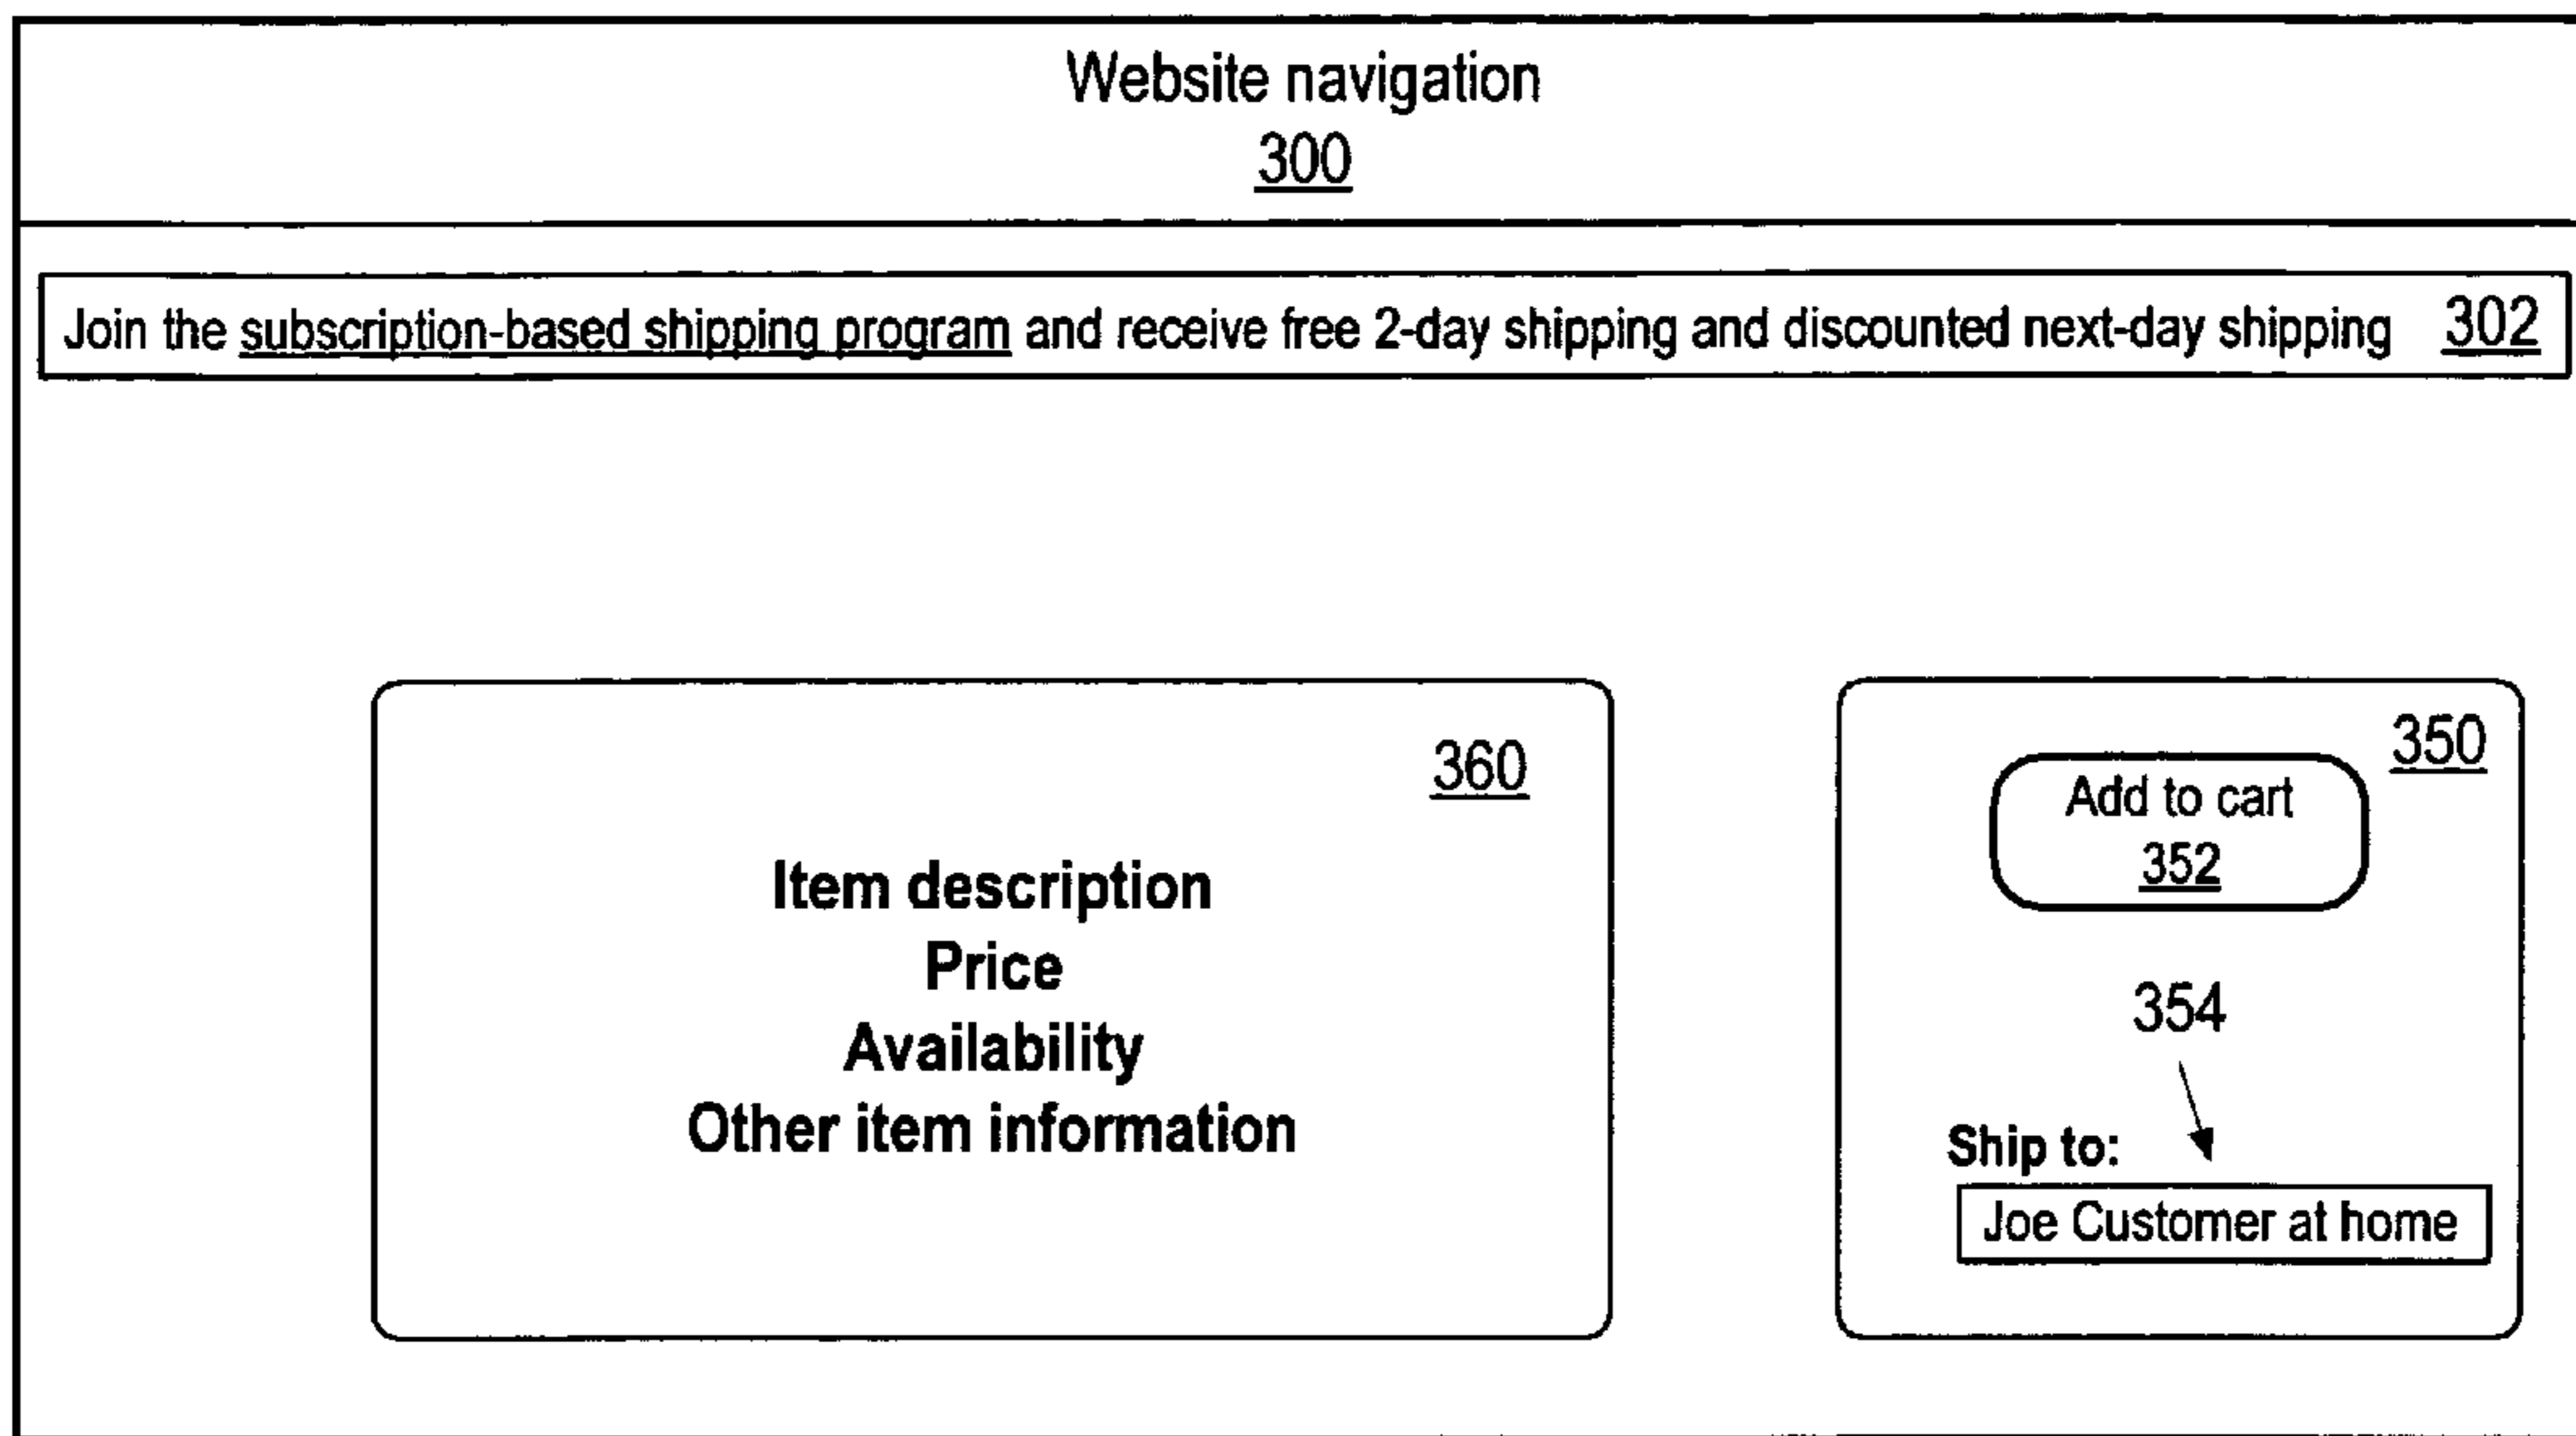 Website navigation
300
Join the subscription-based shipping program and receive free 2-day shipping and discounted next-day shipping 302
360
Item description
Price
Availability
Other item information
350
Add to cart
352
354
Ship to:
Joe Customer at home